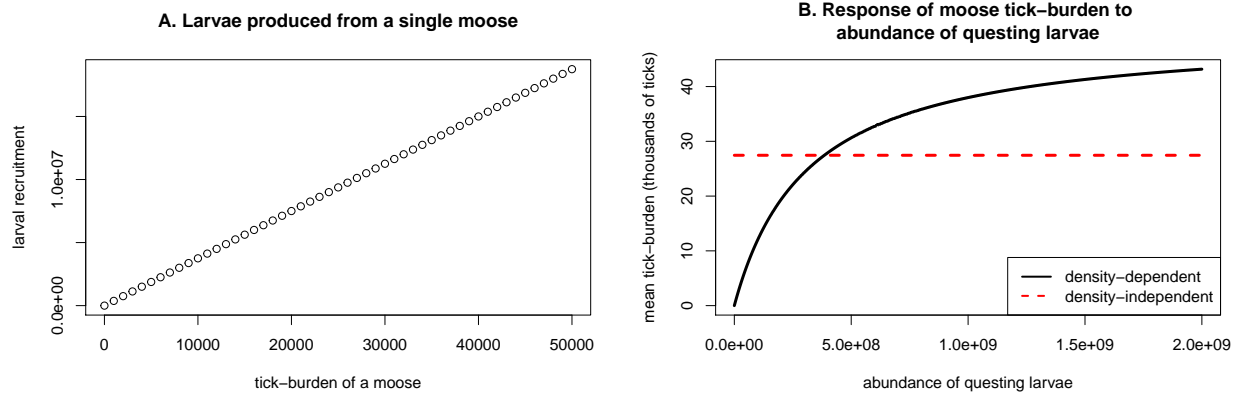 A. Larvae produced from a single moose
larval recruitment
0.0e+00
1.0e+07
0
10000
20000
30000
40000
50000
tick−burden of a moose
B. Response of moose tick−burden to
abundance of questing larvae
mean tick−burden (thousands of ticks)
0
10
20
30
40
density−dependent
density−independent
0.0e+00
5.0e+08
1.0e+09
1.5e+09
2.0e+09
abundance of questing larvae